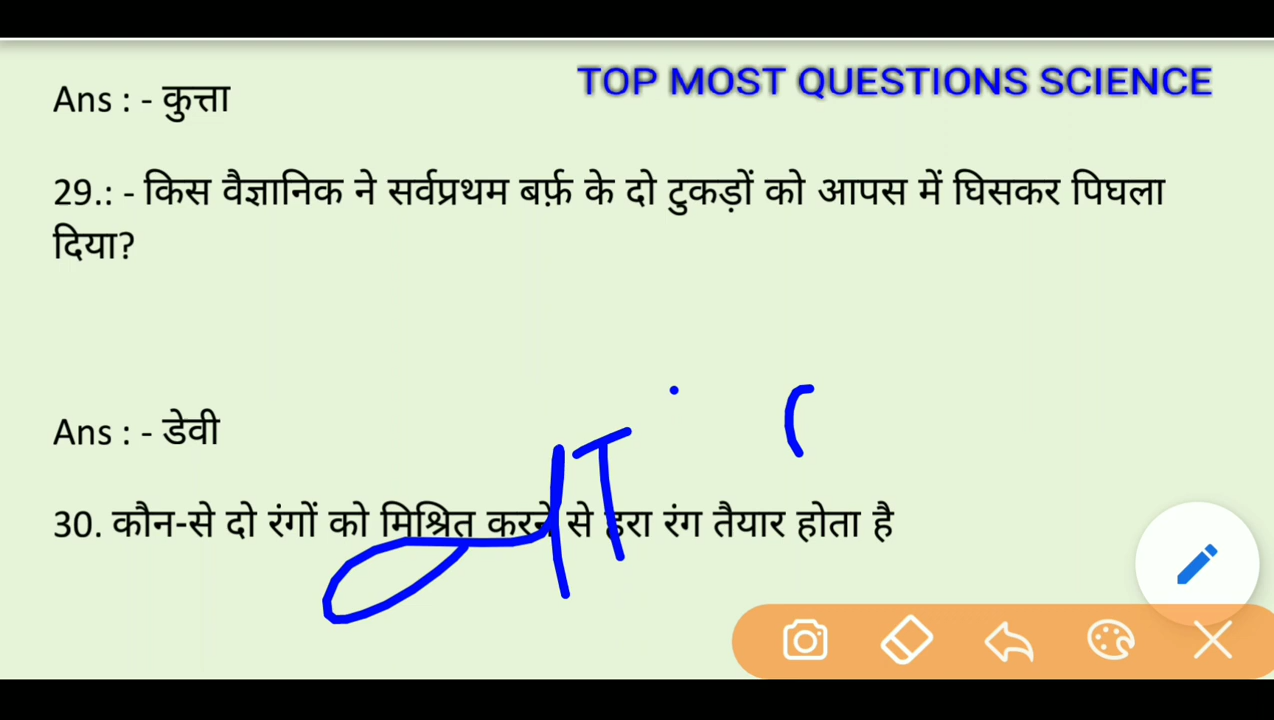 TOP MOST QUESTIONS SCIENCE
Ans : - कुत्ता
29.: - किस वैज्ञानिक ने सर्वप्रथम बर्फ़ के दो टुकड़ों को आपस में घिसकर पिघला
दिया?
Ans : - डेवी
30. कौन-से दो रंगों को मिश्रित करने से हरा रंग तैयार होता है